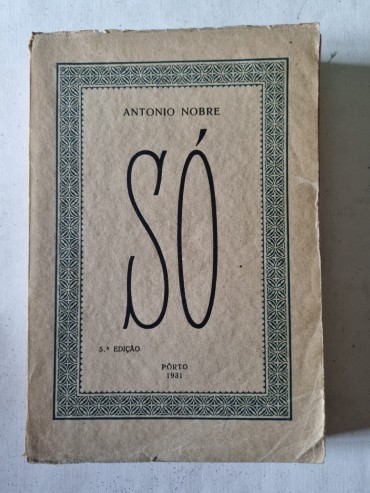 ANTONIO NOBRE
SÓ
5.ª EDIÇÃO
PÔRTO
1931